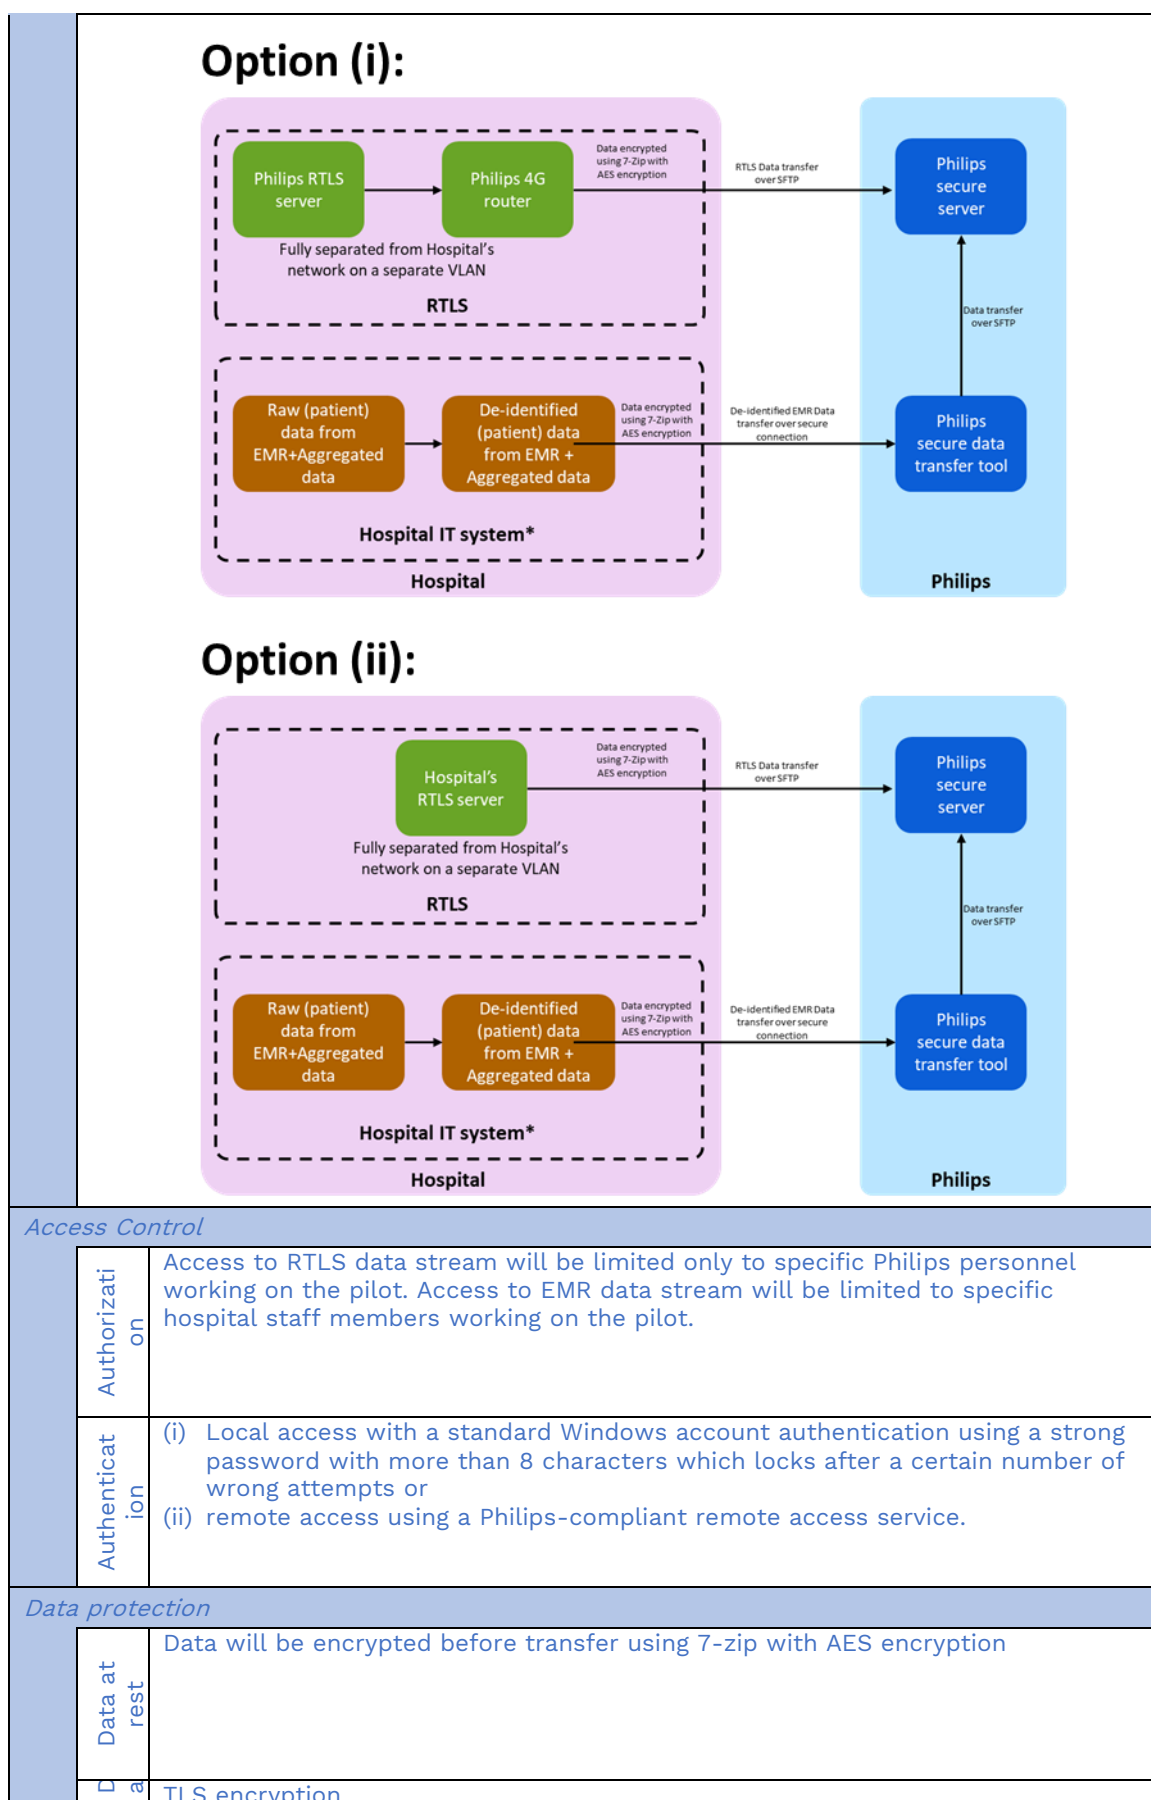 Option (i):
Philips RTLS
server
Philips 4G
router
Data encrypted
using 7-Zip with
AES encryption
RTLS Data transfer
over SFTP
Philips
secure
server
Fully separated from Hospital's
network on a separate VLAN
RTLS
Data transfer
over SFTP
Raw (patient)
data from
EMR+Aggregated
data
De-identified
(patient) data
from EMR +
Aggregated data
Data encrypted
using 7-Zip with
AES encryption
De-identified EMR Data
transfer over secure
connection
Philips
secure data
transfer tool
Hospital IT system*
Hospital
Philips
Option (ii):
Hospital's
RTLS server
Data encrypted
using 7-Zip with
AES encryption
RTLS Data transfer
over SFTP
Philips
secure
server
Fully separated from Hospital's
network on a separate VLAN
RTLS
Data transfer
over SFTP
Raw (patient)
data from
EMR+Aggregated
data
De-identified
(patient) data
from EMR +
Aggregated data
Data encrypted
using 7-Zip with
AES encryption
De-identified EMR Data
transfer over secure
connection
Philips
secure data
transfer tool
Hospital IT system*
Hospital
Philips
Access Control
Authorizati
on
Access to RTLS data stream will be limited only to specific Philips personnel
working on the pilot. Access to EMR data stream will be limited to specific
hospital staff members working on the pilot.
Authenticat
ion
(i) Local access with a standard Windows account authentication using a strong
password with more than 8 characters which locks after a certain number of
wrong attempts or
(ii) remote access using a Philips-compliant remote access service.
Data protection
Data at
rest
Data will be encrypted before transfer using 7-zip with AES encryption
TLS encryption